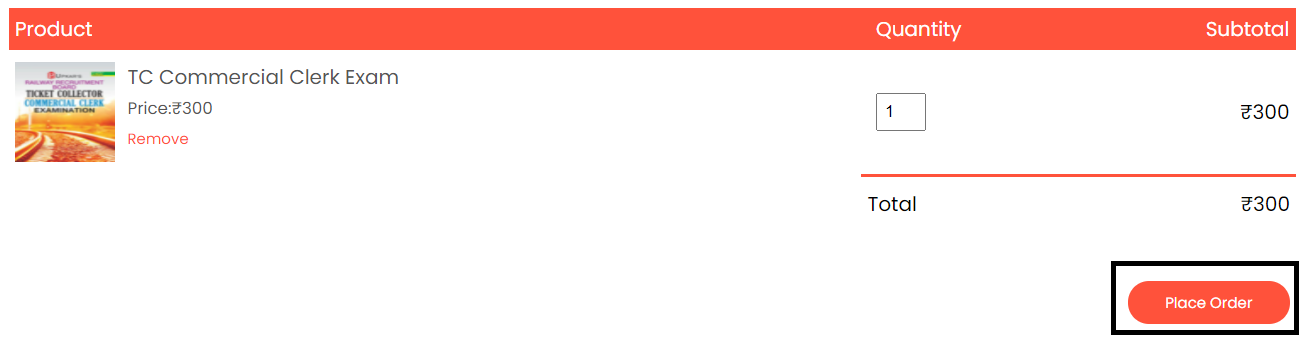 Product Quantity Subtotal
RAILWAY RECRUITMENT
BOARD
TICKET COLLECTOR
COMMERCIAL CLERK
EXAMINATION
TC Commercial Clerk Exam
Price:₹300
Remove
1
₹300
Total ₹300
Place Order